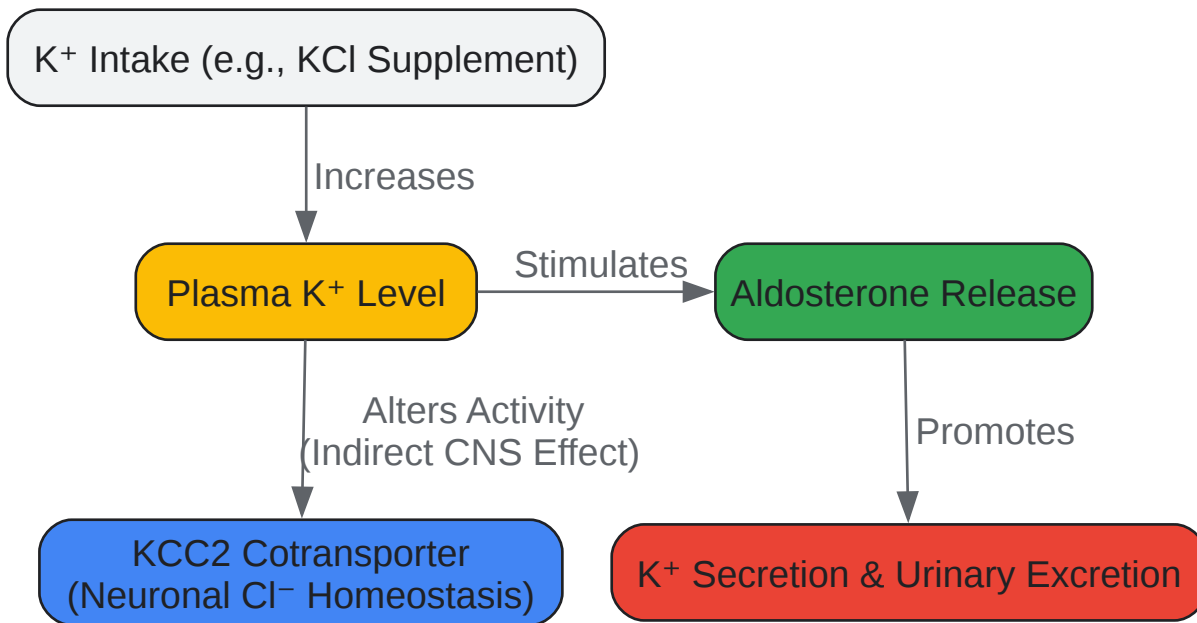 K⁺ Intake (e.g., KCl Supplement)
Increases
Plasma K⁺ Level
Stimulates
Aldosterone Release
Alters Activity
(Indirect CNS Effect)
Promotes
KCC2 Cotransporter
(Neuronal Cl⁻ Homeostasis)
K⁺ Secretion & Urinary Excretion